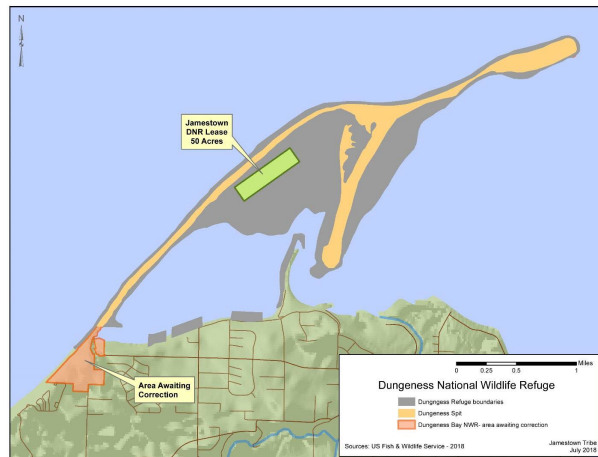 N
Jamestown
DNR Lease
50 Acres
Area Awaiting
Correction
Miles
0 0.25 0.5 1
Dungeness National Wildlife Refuge
Dungngess Refuge boundaries
Dungeness Spit
Dungeness Bay NWR- area awaiting correction
Sources: US Fish & Wildlife Service - 2018
Jamestown Tribe
July 2018